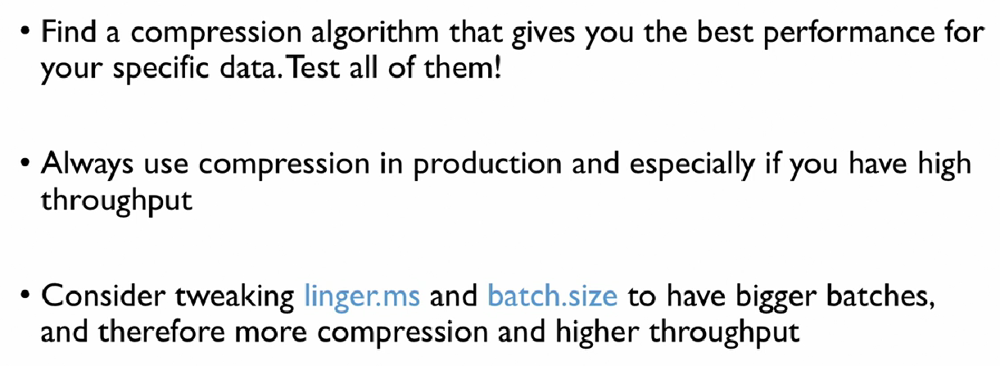 • Find a compression algorithm that gives you the best performance for
your specific data. Test all of them!
• Always use compression in production and especially if you have high
throughput
• Consider tweaking linger.ms and batch.size to have bigger batches,
and therefore more compression and higher throughput